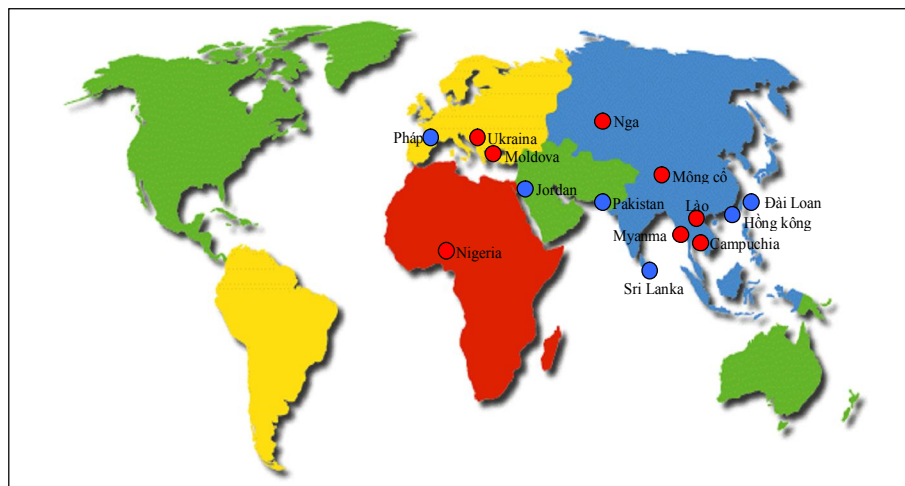 Nga
Pháp
Ukraina
Moldova
Mông cổ
Jordan
Pakistan
Đài Loan
Lào
Hồng kông
Myanma
Campuchia
Nigeria
Sri Lanka